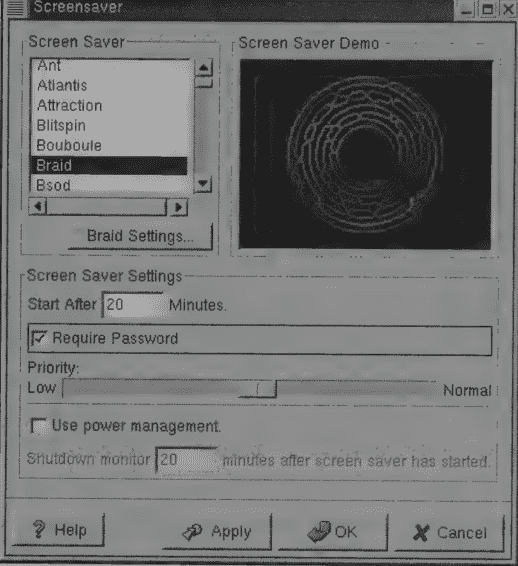 Screensaver
Screen Saver
Ant
Atlantis
Attraction
Blitspin
Bouboule
Braid
Bsod
Braid Settings...
Screen Saver Demo
Screen Saver Settings
Start After 20 Minutes.
Require Password
Priority:
Low Normal
Use power management.
Shutdown monitor 20 minutes after screen saver has started.
? Help Apply OK Cancel